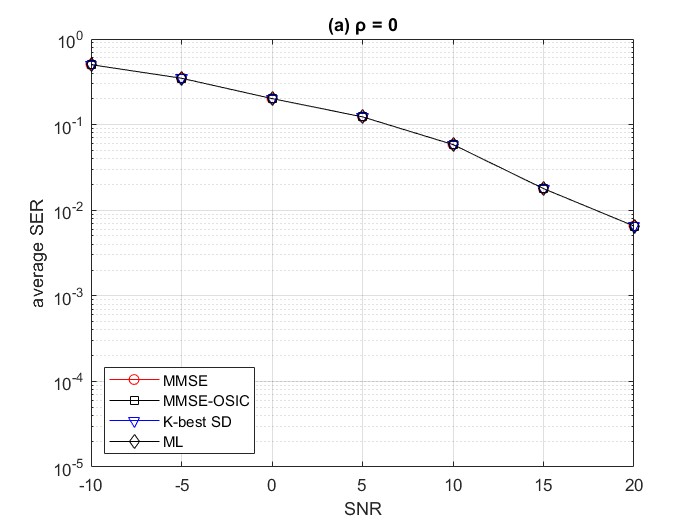 (a) ρ = 0
10^0
10^-1
10^-2
10^-3
10^-4
10^-5
average SER
MMSE
MMSE-OSIC
K-best SD
ML
-10 -5 0 5 10 15 20
SNR